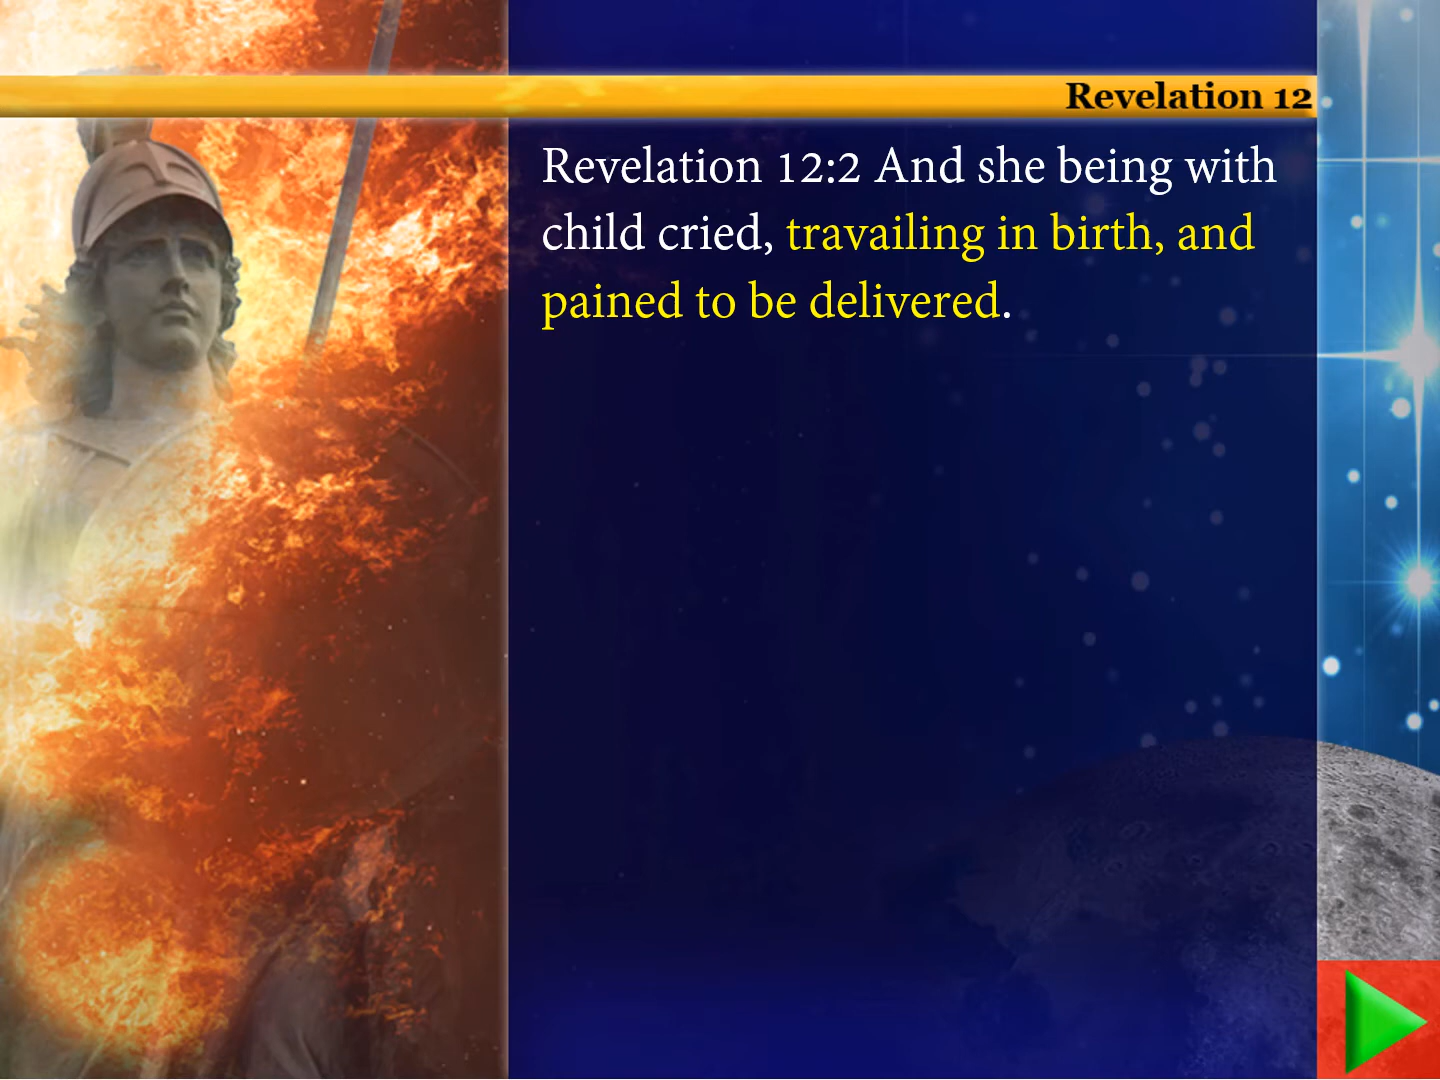 Revelation 12
Revelation 12:2 And she being with
child cried, travailing in birth, and
pained to be delivered.